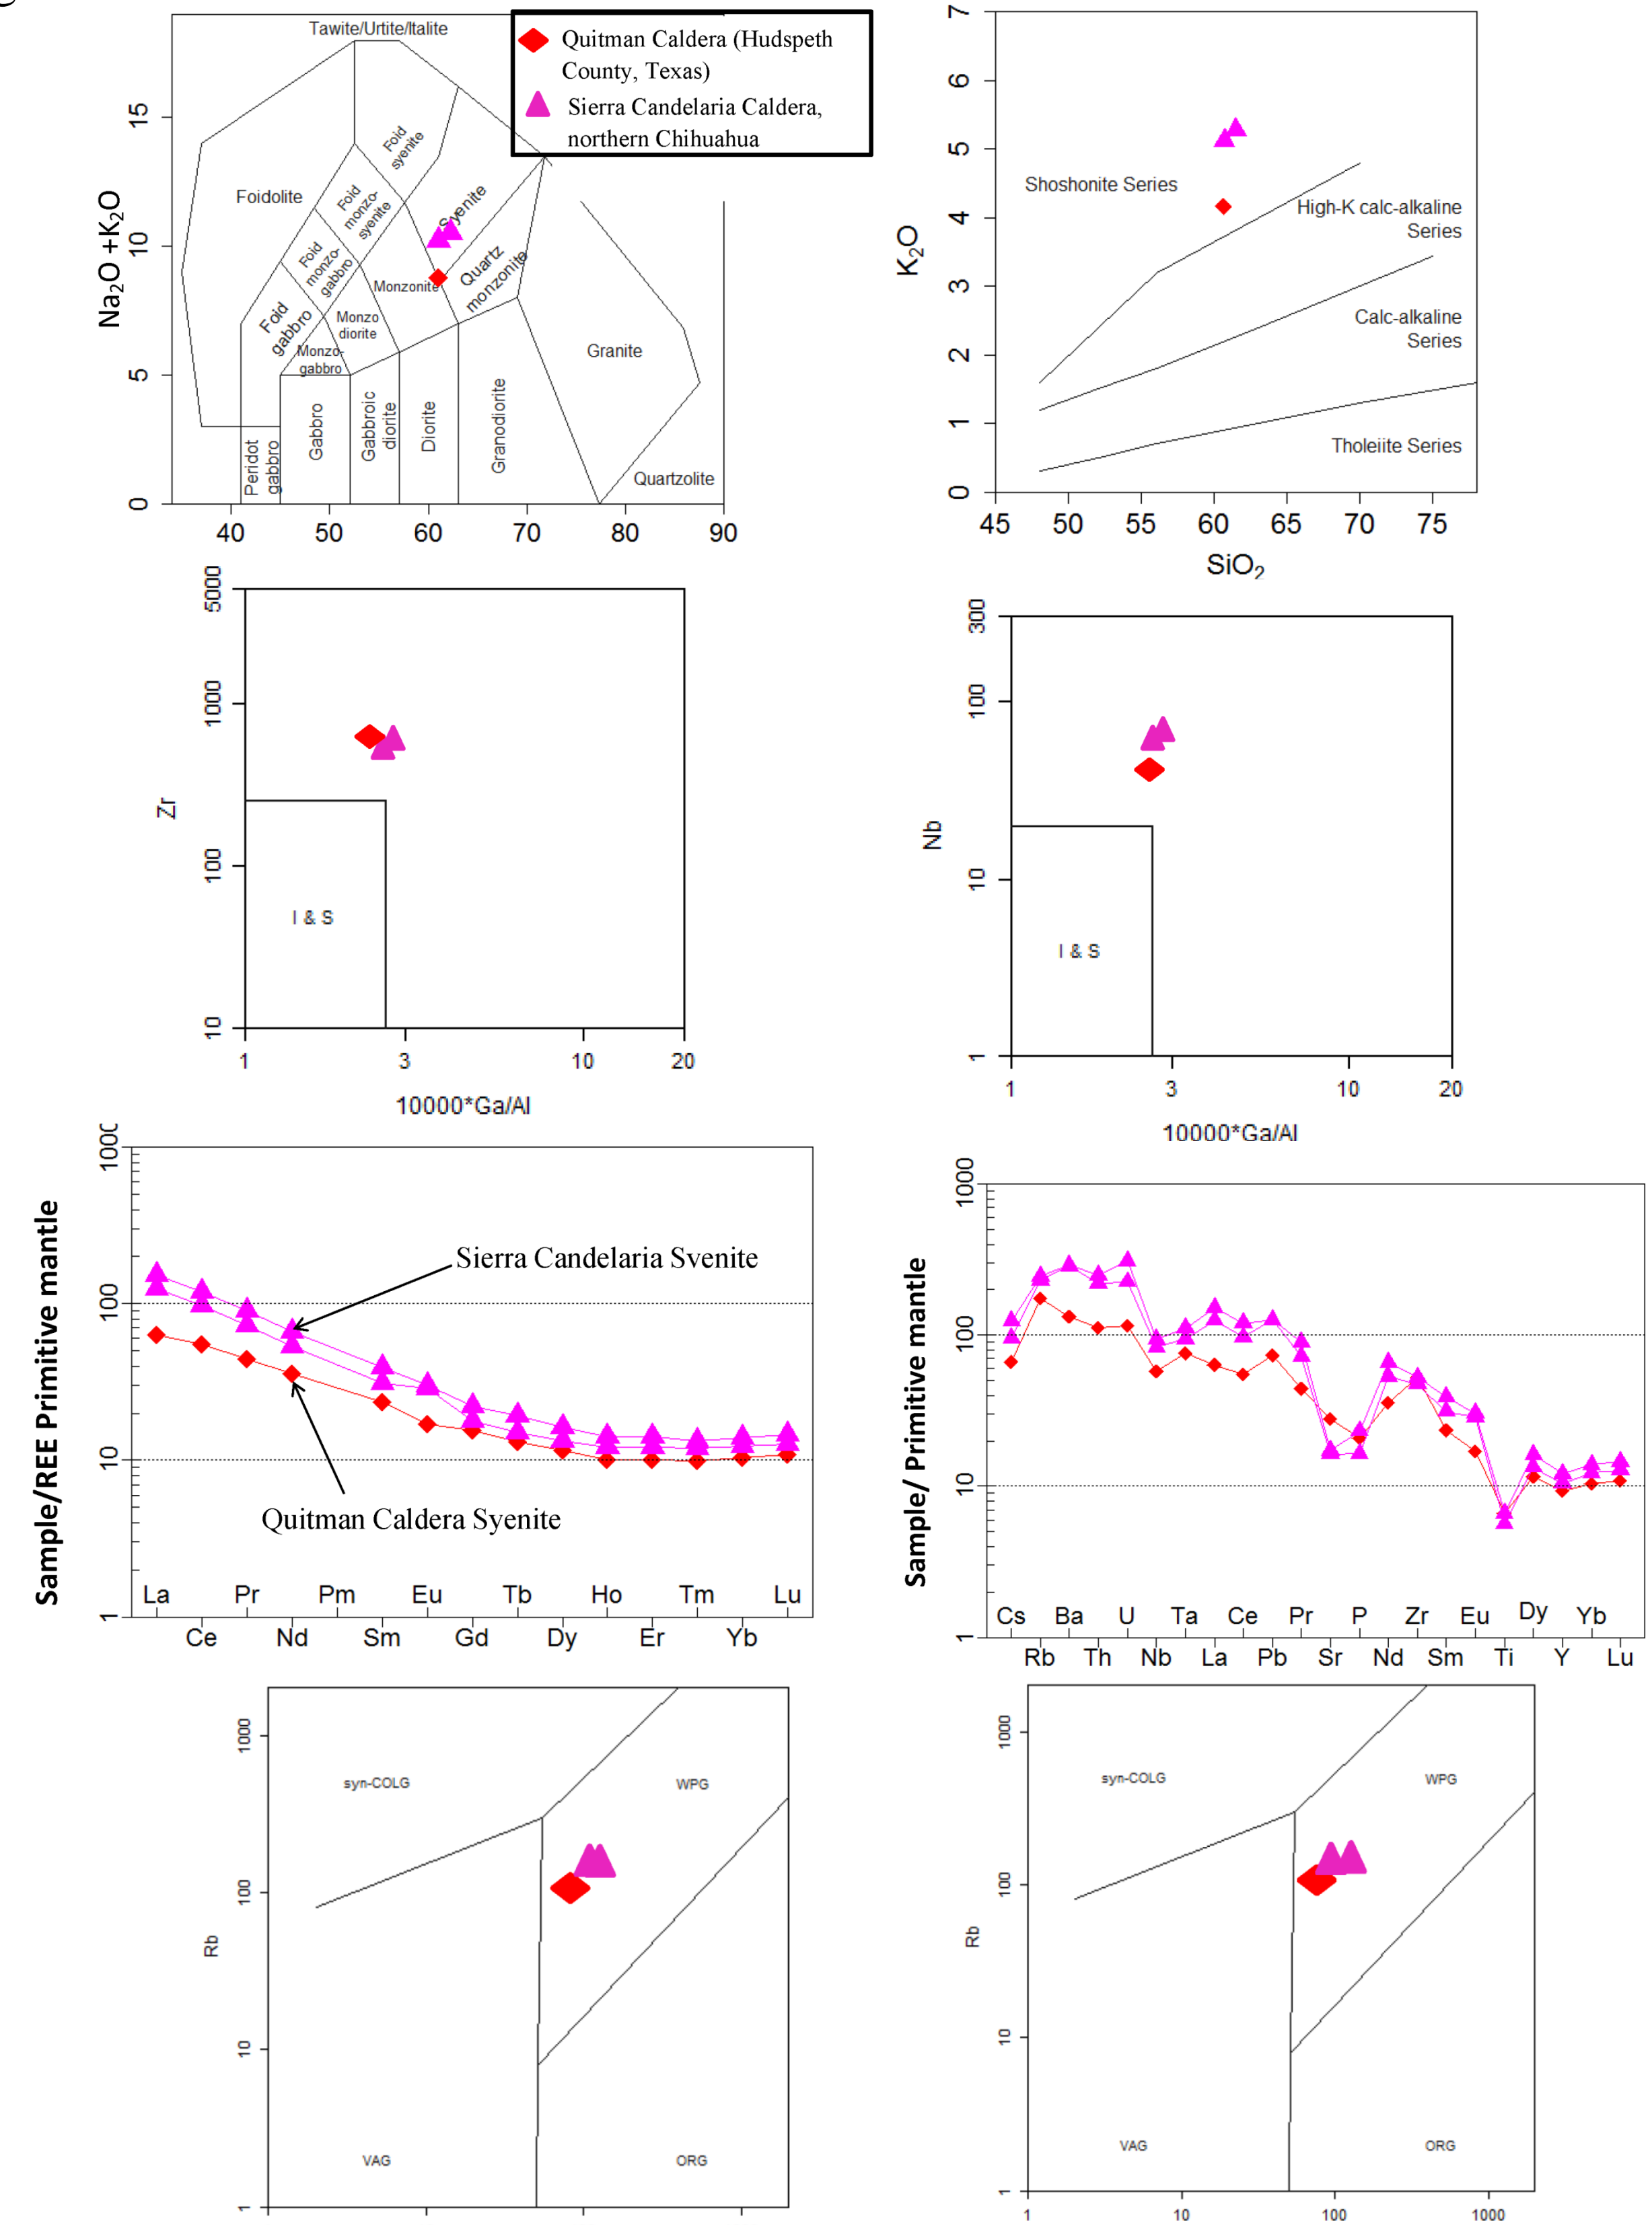 Tawite/Urtite/Italite
Quitman Caldera (Hudspeth
County, Texas)
Sierra Candelaria Caldera,
northern Chihuahua
Na2O +K2O
0
5
10
15
Foidolite
Foid
syenite
Foid
monzo-
syenite
Foid
monzo-
gabbro
Foid
gabbro
Syenite
Monzonite
Quartz
monzonite
Monzo
diorite
Monzo-
gabbro
Peridot
gabbro
Gabbro
Gabbroic
diorite
Diorite
Granodiorite
Granite
Quartzolite
40
50
60
70
80
90
K2O
0
1
2
3
4
5
6
7
Shoshonite Series
High-K calc-alkaline
Series
Calc-alkaline
Series
Tholeiite Series
45
50
55
60
65
70
75
SiO2
Zr
10
100
1000
5000
I & S
1
3
10
20
10000*Ga/Al
Nb
1
10
100
300
I & S
1
3
10
20
10000*Ga/Al
Sample/REE Primitive mantle
1
10
100
1000
Sierra Candelaria Svenite
Quitman Caldera Syenite
La
Pr
Pm
Eu
Tb
Ho
Tm
Lu
Ce
Nd
Sm
Gd
Dy
Er
Yb
Sample/ Primitive mantle
1
10
100
1000
Cs
Ba
U
Ta
Ce
Pr
P
Zr
Eu
Dy
Yb
Rb
Th
Nb
La
Pb
Sr
Nd
Sm
Ti
Y
Lu
Rb
1
10
100
1000
syn-COLG
WPG
VAG
ORG
Rb
1
10
100
1000
syn-COLG
WPG
VAG
ORG
1
10
100
1000